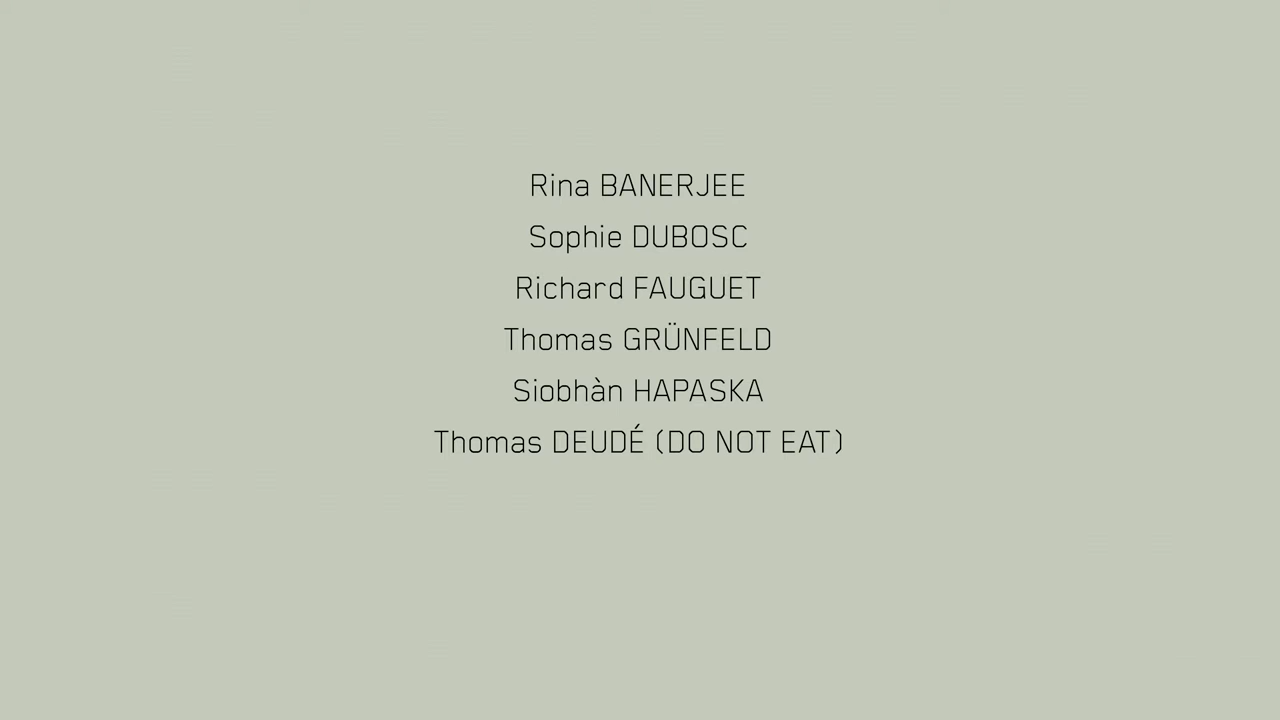 Rina BANERJEE
Sophie DUBOSC
Richard FAUGUET
Thomas GRÜNFELD
Siobhàn HAPASKA
Thomas DEUDÉ (DO NOT EAT)